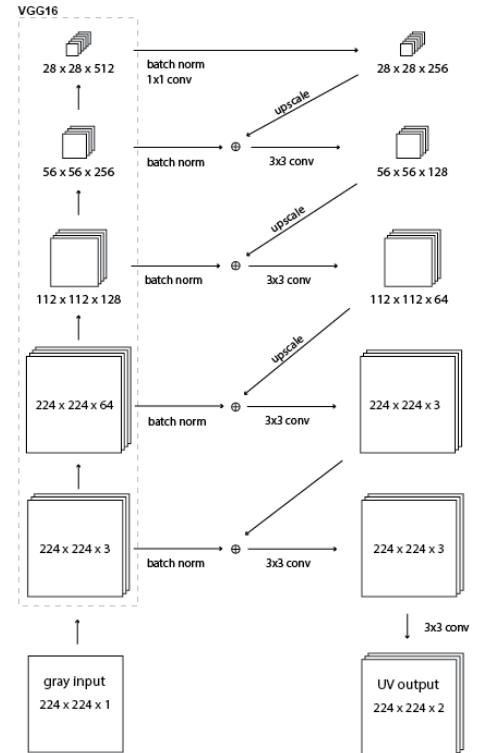 VGG16
28 x 28 x 512
batch norm
1x1 conv
28 x 28 x 256
upscale
56 x 56 x 256
batch norm
⊕
3x3 conv
56 x 56 x 128
upscale
112 x 112 x 128
batch norm
⊕
3x3 conv
112 x 112 x 64
upscale
224 x 224 x 64
batch norm
⊕
3x3 conv
224 x 224 x 3
224 x 224 x 3
batch norm
⊕
3x3 conv
224 x 224 x 3
3x3 conv
gray input
224 x 224 x 1
UV output
224 x 224 x 2